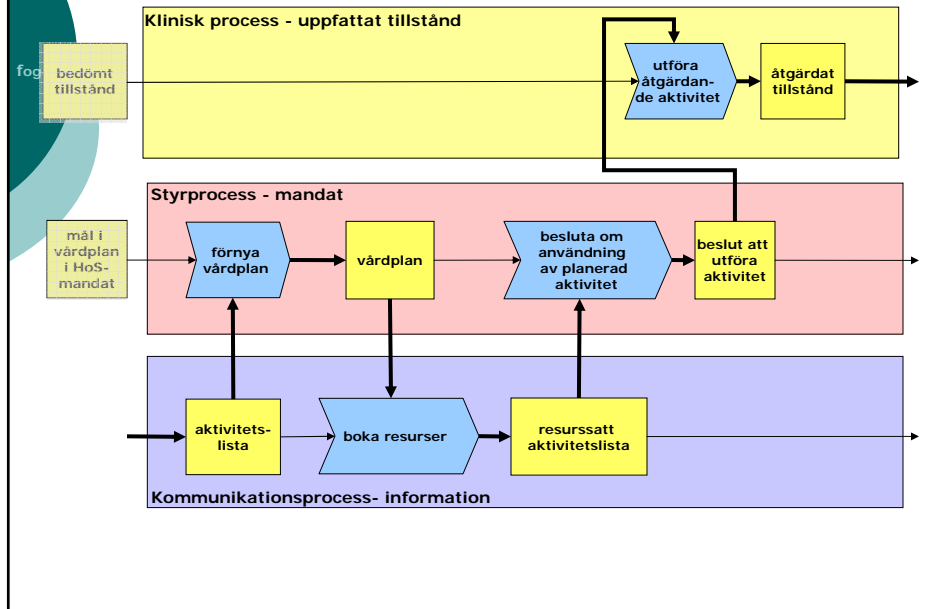 Klinisk process - uppfattat tillstånd
fog
bedömt
tillstånd
utföra
åtgärdan-
de aktivitet
åtgärdat
tillstånd
Styrprocess - mandat
mål i
vårdplan
i HoS-
mandat
förnya
vårdplan
vårdplan
besluta om
användning
av planerad
aktivitet
beslut att
utföra
aktivitet
aktivitets-
lista
boka resurser
resurssatt
aktivitetslista
Kommunikationsprocess- information